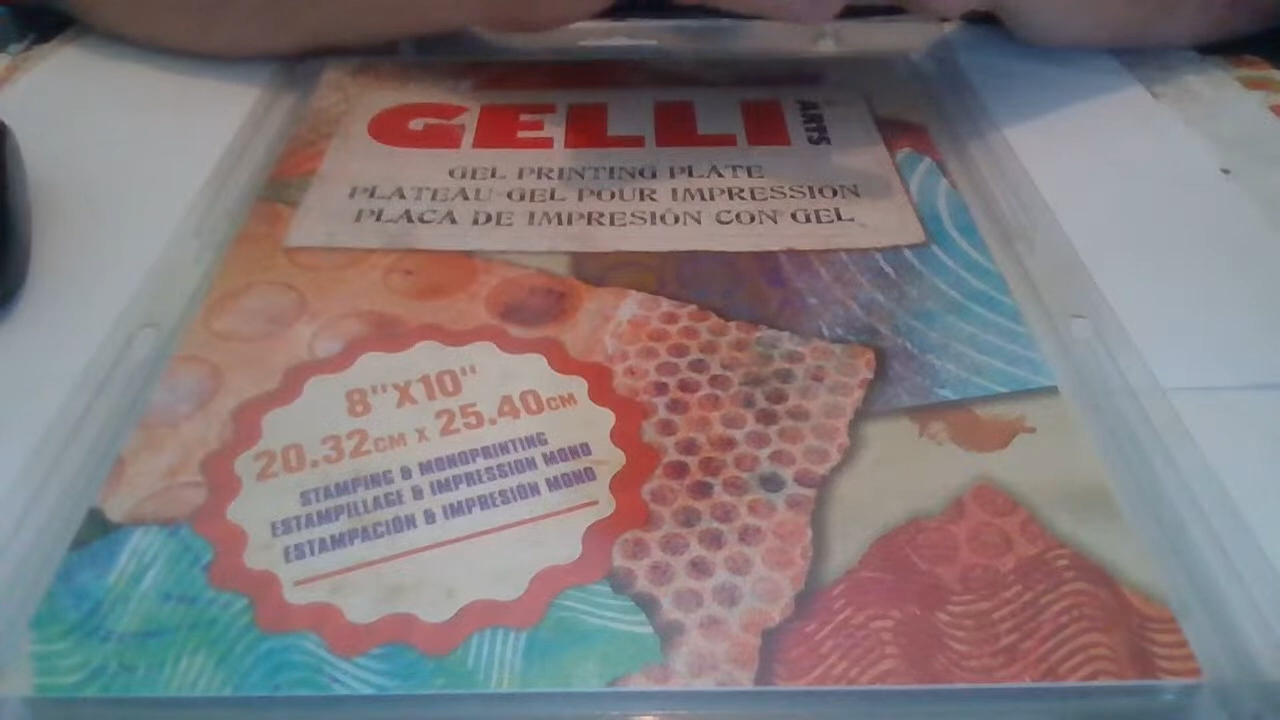 GELLI ARTS
GEL PRINTING PLATE
PLATEAU GEL POUR IMPRESSION
PLACA DE IMPRESIÓN CON GEL
8"X10"
20.32CM X 25.40CM
STAMPING & MONOPRINTING
ESTAMPILLAGE & IMPRESSION MONO
ESTAMPACIÓN & IMPRESIÓN MONO